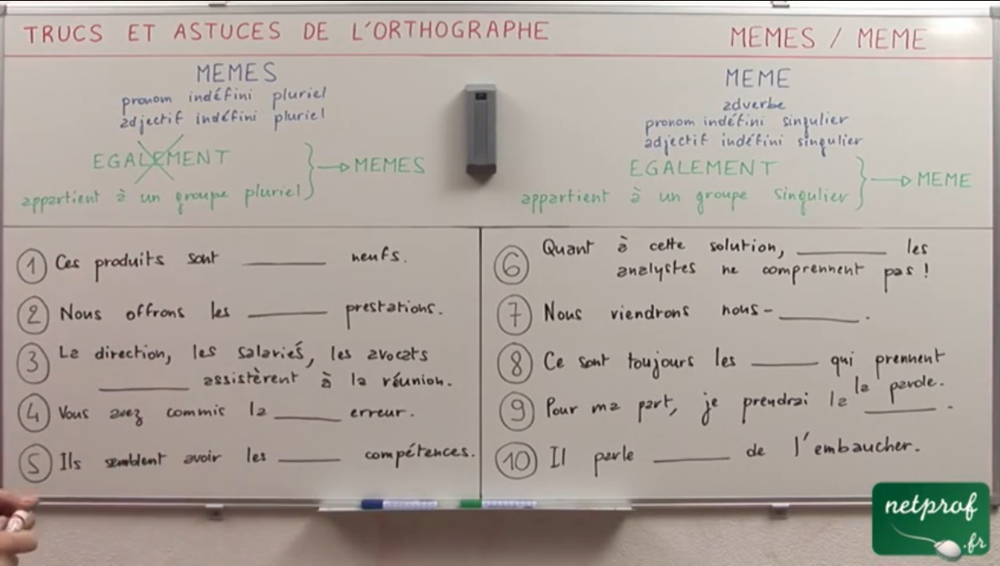 TRUCS ET ASTUCES DE L'ORTHOGRAPHE
MEMES / MEME
MEMES
pronom indéfini pluriel
adjectif indéfini pluriel
EGALEMENT
appartient à un groupe pluriel
→ MEMES
MEME
adverbe
pronom indéfini singulier
adjectif indéfini singulier
EGALEMENT
appartient à un groupe singulier
→ MEME
1 Ces produits sont ______ neufs.
2 Nous offrons les ______ prestations.
3 La direction, les salariés, les avocats
______ assistèrent à la réunion.
4 Vous avez commis la ______ erreur.
5 Ils semblent avoir les ______ compétences.
6 Quant à cette solution, ______ les
analystes ne comprennent pas !
7 Nous viendrons nous-______.
8 Ce sont toujours les ______ qui prennent
la parole.
9 Pour ma part, je prendrai la ______.
10 Il parle ______ de l'embaucher.
netprof
.fr